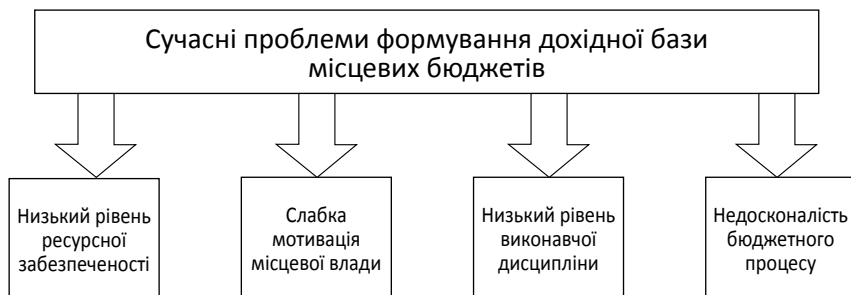 Сучасні проблеми формування дохідної бази
місцевих бюджетів
Низький рівень
ресурсної
забезпеченості
Слабка
мотивація
місцевої влади
Низький рівень
виконавчої
дисципліни
Недосконалість
бюджетного
процесу